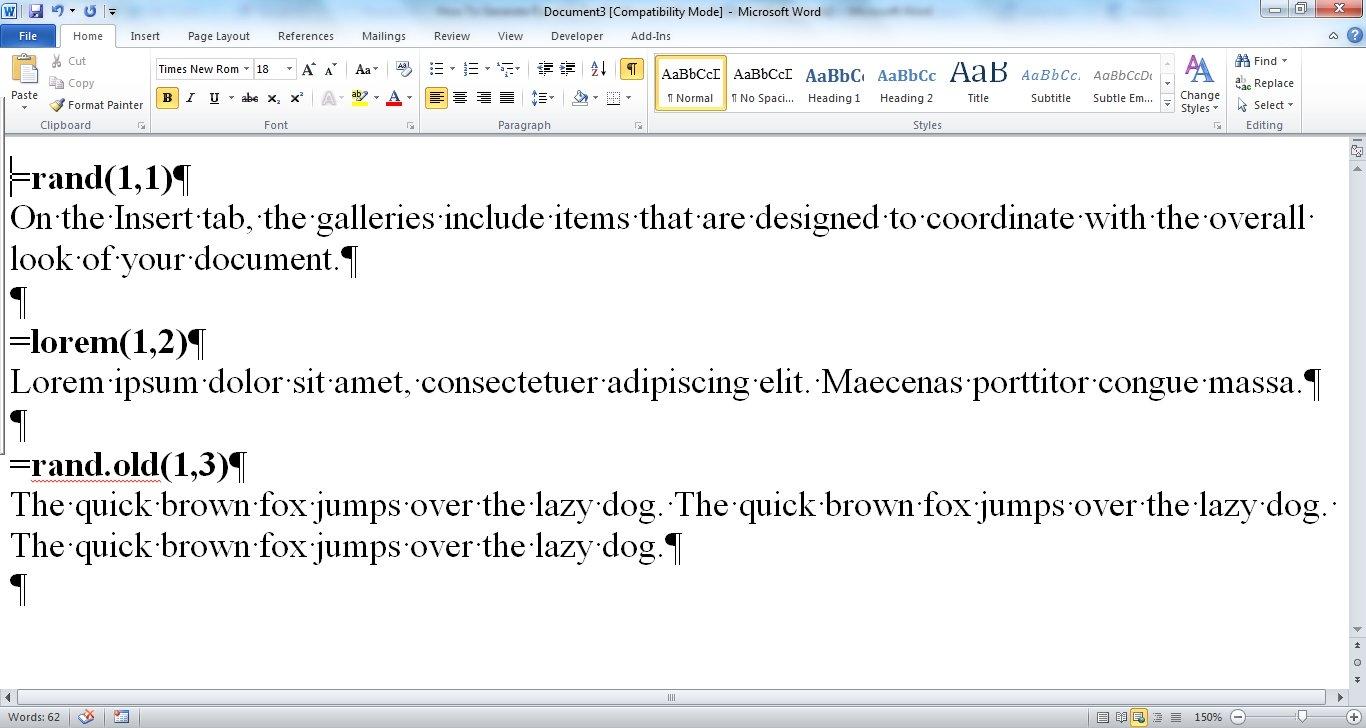 Document3 [Compatibility Mode] - Microsoft Word
File Home Insert Page Layout References Mailings Review View Developer Add-Ins
Paste
Cut
Copy
Format Painter
Clipboard
Times New Rom 18
Aa
B I U abc x₂ x²
Font
Paragraph
AaBbCcD AaBbCcD AaBbC AaBbCc AaB AaBbCc. AaBbCcDc
¶ Normal ¶ No Spaci... Heading 1 Heading 2 Title Subtitle Subtle Em...
Change
Styles
Styles
Find
Replace
Select
Editing
=rand(1,1)¶
On·the·Insert·tab,·the·galleries·include·items·that·are·designed·to·coordinate·with·the·overall·
look·of·your·document.¶
¶
=lorem(1,2)¶
Lorem·ipsum·dolor·sit·amet,·consectetuer·adipiscing·elit.·Maecenas·porttitor·congue·massa.¶
¶
=rand.old(1,3)¶
The·quick·brown·fox·jumps·over·the·lazy·dog.·The·quick·brown·fox·jumps·over·the·lazy·dog.·
The·quick·brown·fox·jumps·over·the·lazy·dog.¶
¶
Words: 62 150%